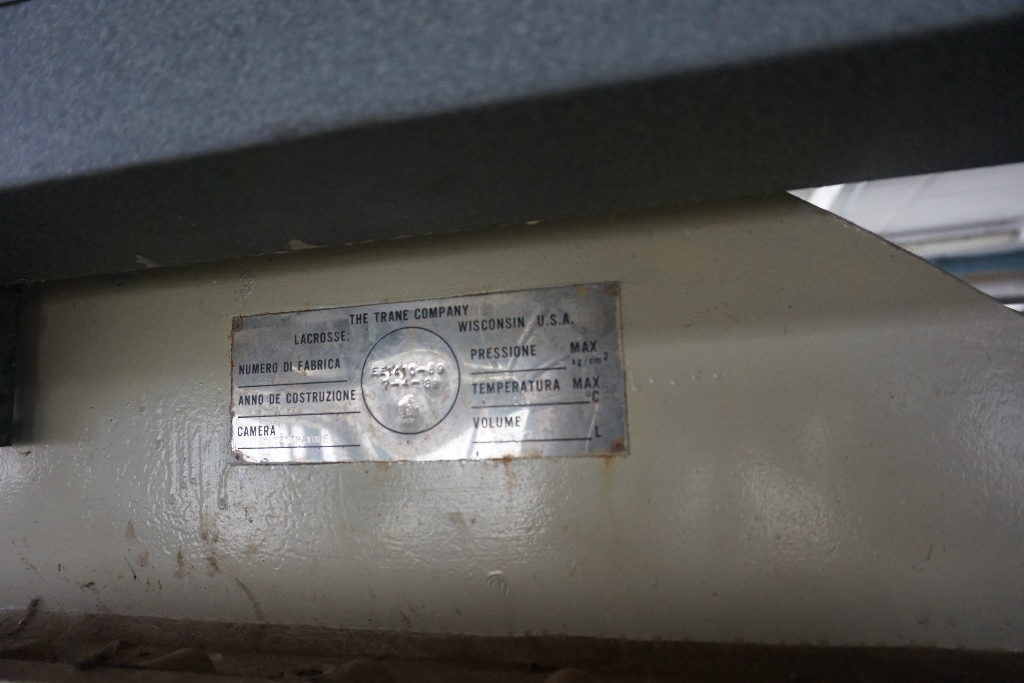 THE TRANE COMPANY
LACROSSE, WISCONSIN U.S.A.
NUMERO DI FABRICA
ANNO DE COSTRUZIONE
CAMERA
PRESSIONE MAX kg/cm²
TEMPERATURA MAX °C
VOLUME L